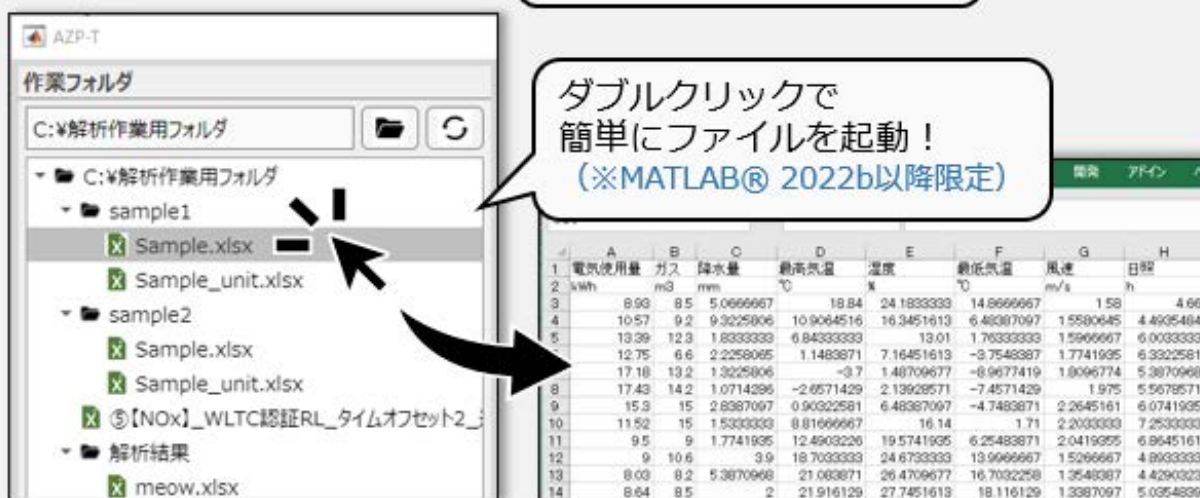 AZP-T
作業フォルダ
C:¥解析作業用フォルダ
C:¥解析作業用フォルダ
sample1
Sample.xlsx
Sample_unit.xlsx
sample2
Sample.xlsx
Sample_unit.xlsx
⑤【NOx】_WLTC認証RL_タイムオフセット2_
解析結果
meow.xlsx
ダブルクリックで
簡単にファイルを起動！
（※MATLAB® 2022b以降限定）
開発 アドイン
A B C D E F G H
1 電気使用量 ガス 降水量 最高気温 湿度 最低気温 風速 日照
2 kWh m3 mm ℃ % ℃ m/s h
3 8.93 8.5 5.0666667 18.84 24.1833333 14.8666667 1.58 4.66
4 10.57 9.2 9.3225806 10.9064516 16.3451613 6.48387097 1.5580645 4.4935484
5 13.39 12.3 1.8333333 6.84333333 13.01 1.76333333 1.5966667 6.0033333
12.75 6.6 2.2258065 1.1483871 7.16451613 -3.7548387 1.7741935 6.3322581
17.18 13.2 1.3225806 -3.7 1.48709677 -8.9677419 1.8096774 5.3870968
8 17.43 14.2 1.0714286 -2.6571429 2.13928571 -7.4571429 1.975 5.5678571
9 15.3 15 2.8387097 0.90322581 6.48387097 -4.7483871 2.2645161 6.0741935
10 11.52 15 1.5333333 8.81666667 16.14 1.71 2.2033333 7.2533333
11 9.5 9 1.7741935 12.4903226 19.5741935 6.25483871 2.0419355 6.8645161
12 9 10.6 3.9 18.7033333 24.6733333 13.9966667 1.5266667 4.8933333
13 8.03 8.2 5.3870968 21.083871 26.4709677 16.7032258 1.3548387 4.4290323
14 8.64 8.5 2 21.916129 27.7451613 18.116129 1.3387097 5.0354839